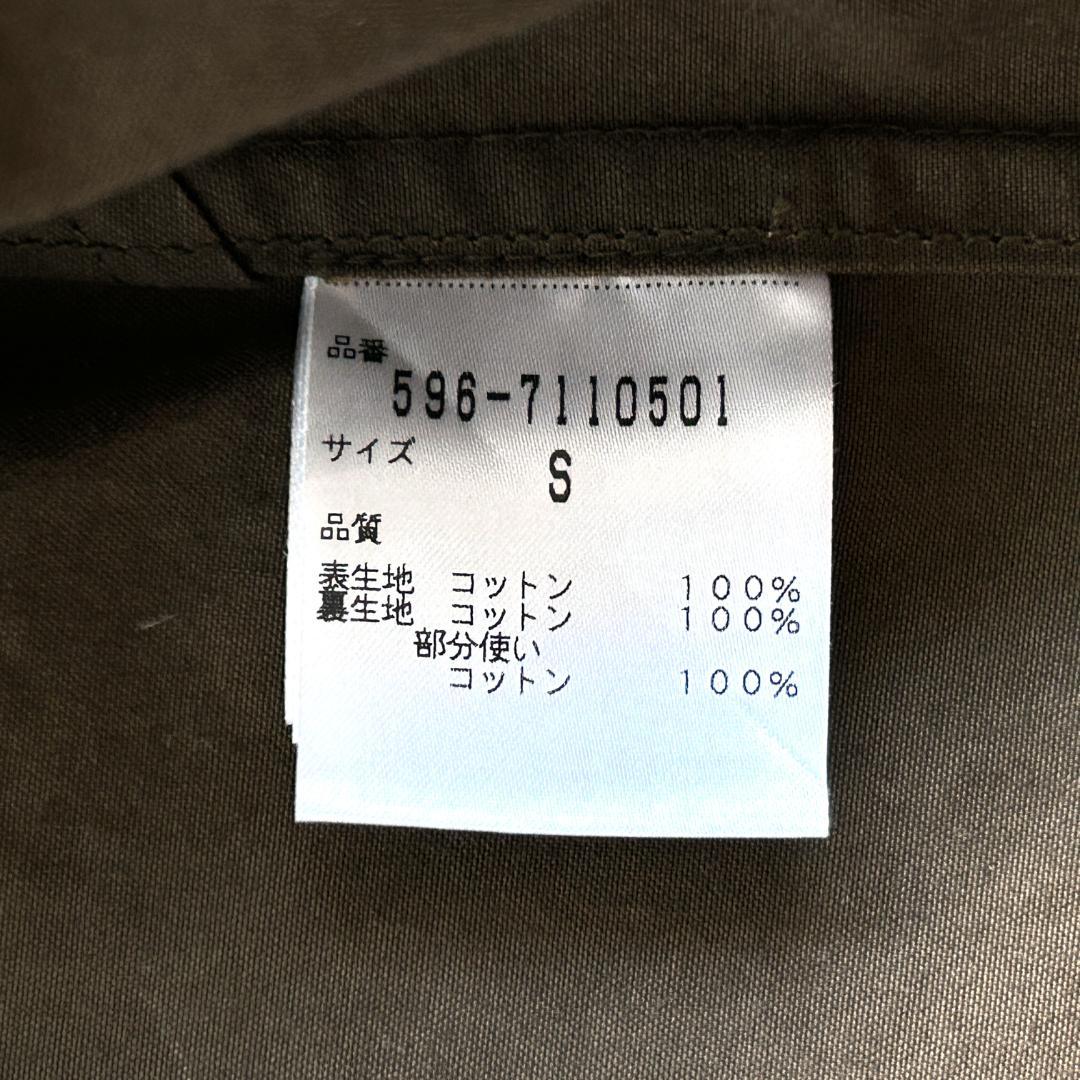 品番
596-7110501
サイズ
S
品質
表生地 コットン 100%
裏生地 コットン 100%
部分使い
コットン 100%